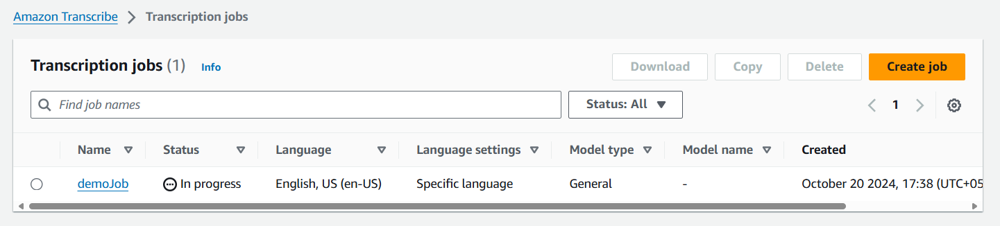 Amazon Transcribe > Transcription jobs
Transcription jobs (1) Info Download Copy Delete Create job
Find job names Status: All 1
Name Status Language Language settings Model type Model name Created
demoJob In progress English, US (en-US) Specific language General - October 20 2024, 17:38 (UTC+05